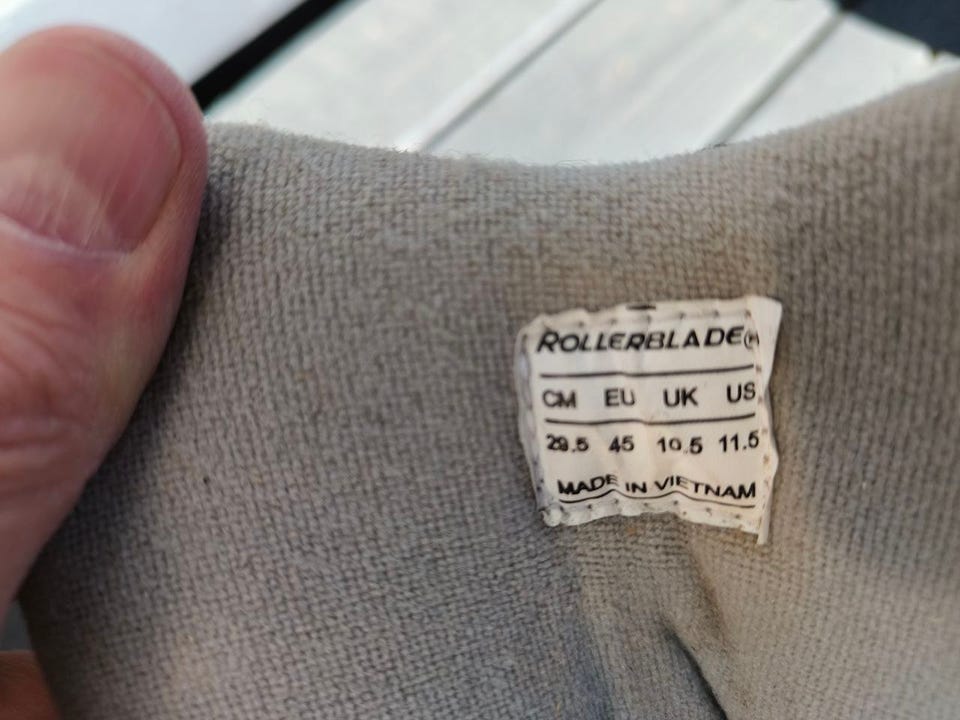 ROLLERBLADE®
CM EU UK US
29.5 45 10.5 11.5
MADE IN VIETNAM